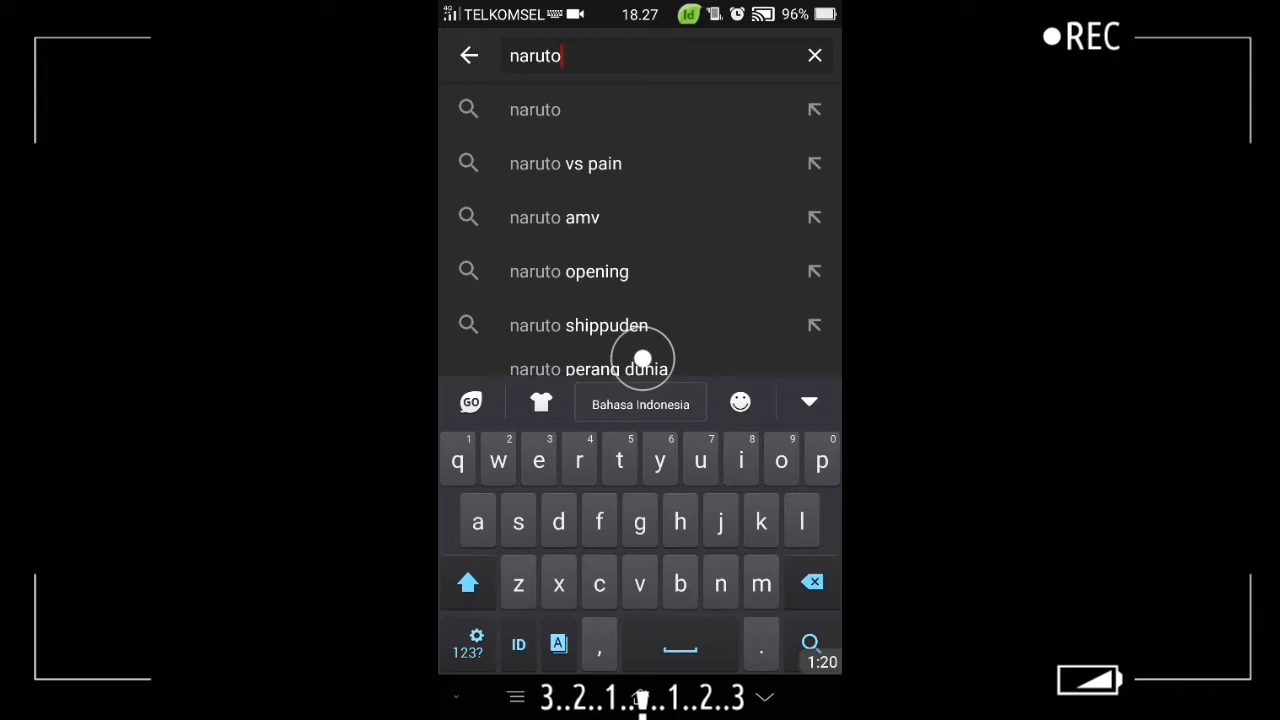 4G TELKOMSEL 18.27 Id 96%
REC
naruto
naruto
naruto vs pain
naruto amv
naruto opening
naruto shippuden
naruto perang dunia
GO Bahasa Indonesia
1 2 3 4 5 6 7 8 9 0
q w e r t y u i o p
a s d f g h j k l
z x c v b n m
123? ID A , .
1:20
3..2..1..!..1..2..3